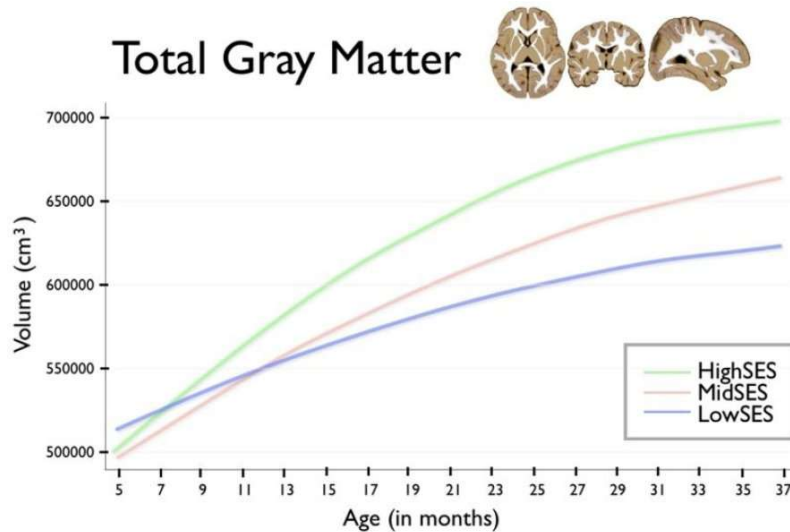 Total Gray Matter
Volume (cm³)
700000
650000
600000
550000
500000
HighSES
MidSES
LowSES
5 7 9 11 13 15 17 19 21 23 25 27 29 31 33 35 37
Age (in months)